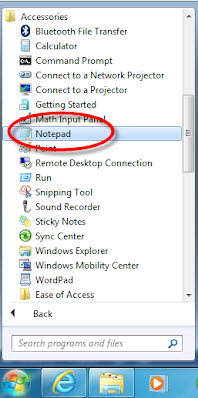 Accessories
Bluetooth File Transfer
Calculator
Command Prompt
Connect to a Network Projector
Connect to a Projector
Getting Started
Math Input Panel
Notepad
Paint
Remote Desktop Connection
Run
Snipping Tool
Sound Recorder
Sticky Notes
Sync Center
Windows Explorer
Windows Mobility Center
WordPad
Ease of Access
Back
Search programs and files